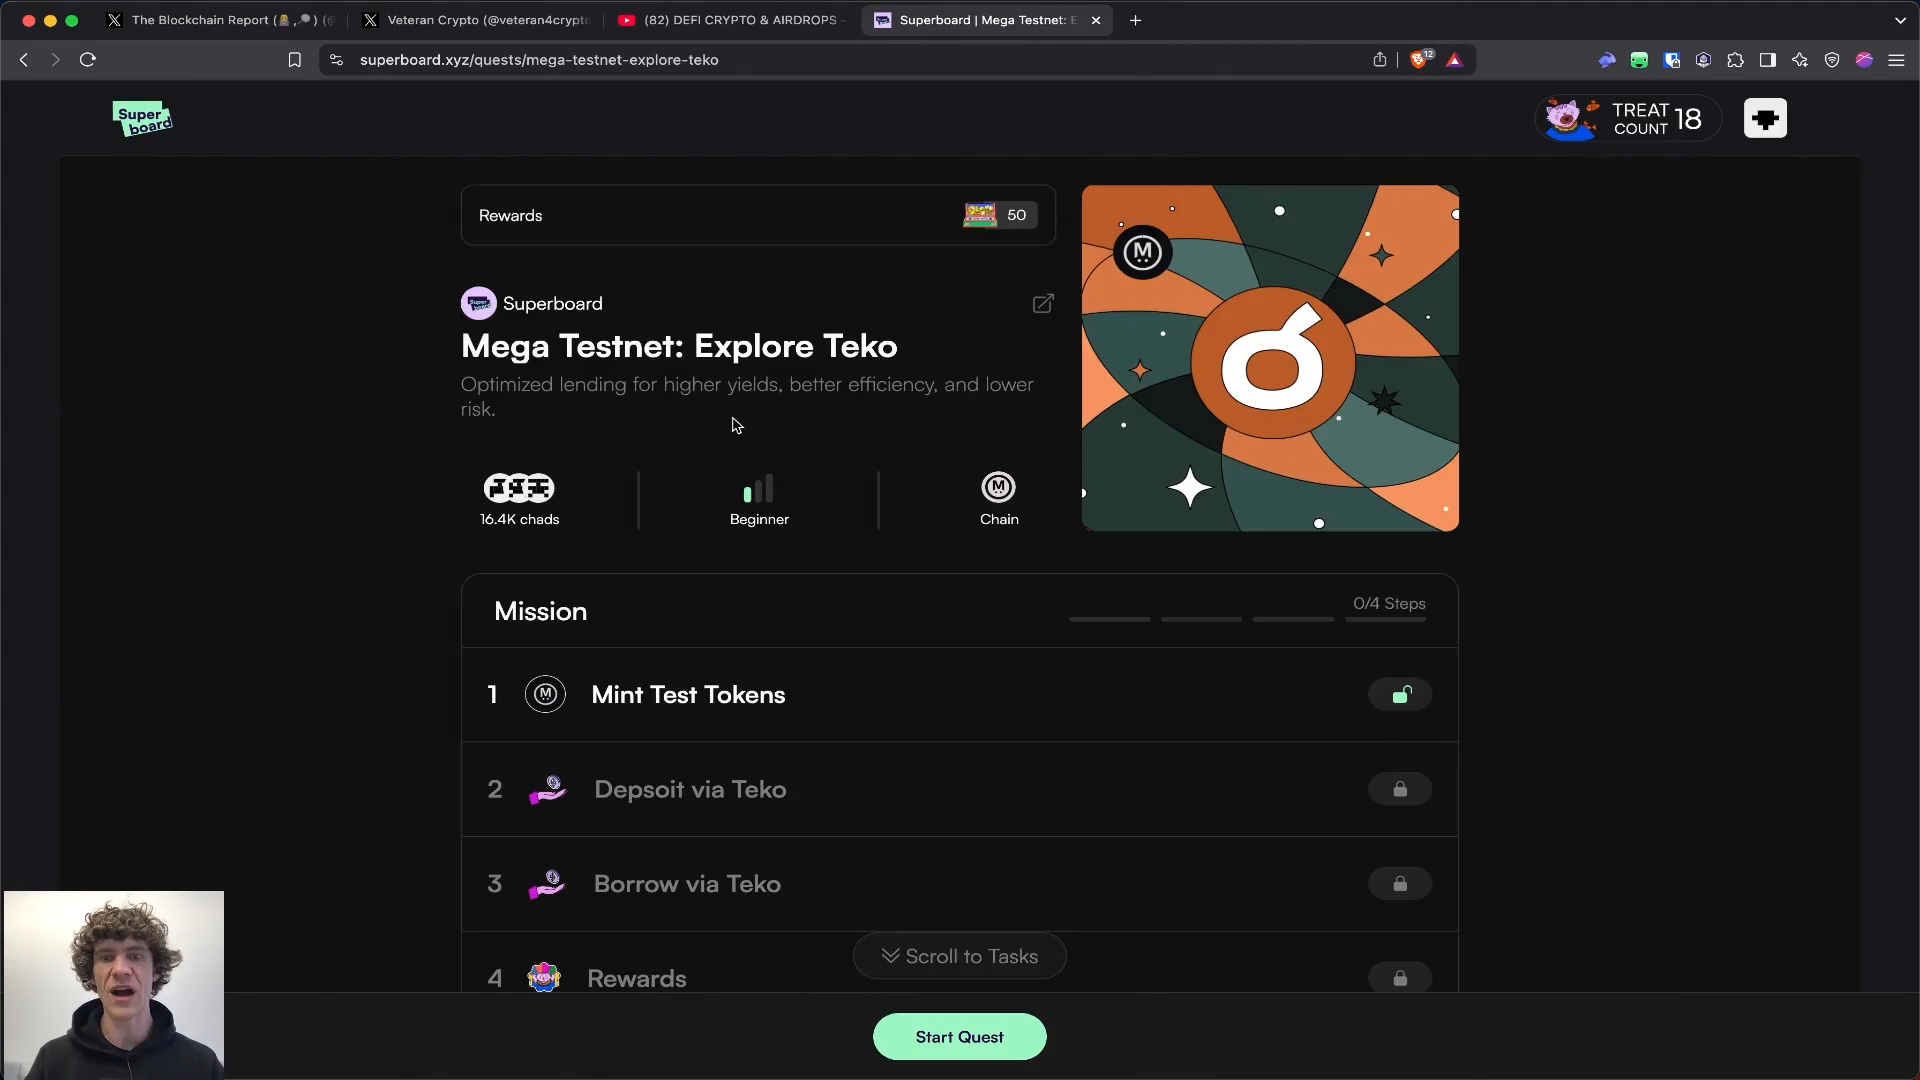 The Blockchain Report (
Veteran Crypto (@veteran4crypto
(82) DEFI CRYPTO & AIRDROPS -
Superboard | Mega Testnet: E
superboard.xyz/quests/mega-testnet-explore-teko
12
Super
board
TREAT
COUNT
18
Rewards
50
Superboard
Mega Testnet: Explore Teko
Optimized lending for higher yields, better efficiency, and lower
risk.
16.4K chads
Beginner
M
Chain
M
Mission
0/4 Steps
1
M
Mint Test Tokens
2
Depsoit via Teko
3
Borrow via Teko
Scroll to Tasks
4
Rewards
Start Quest